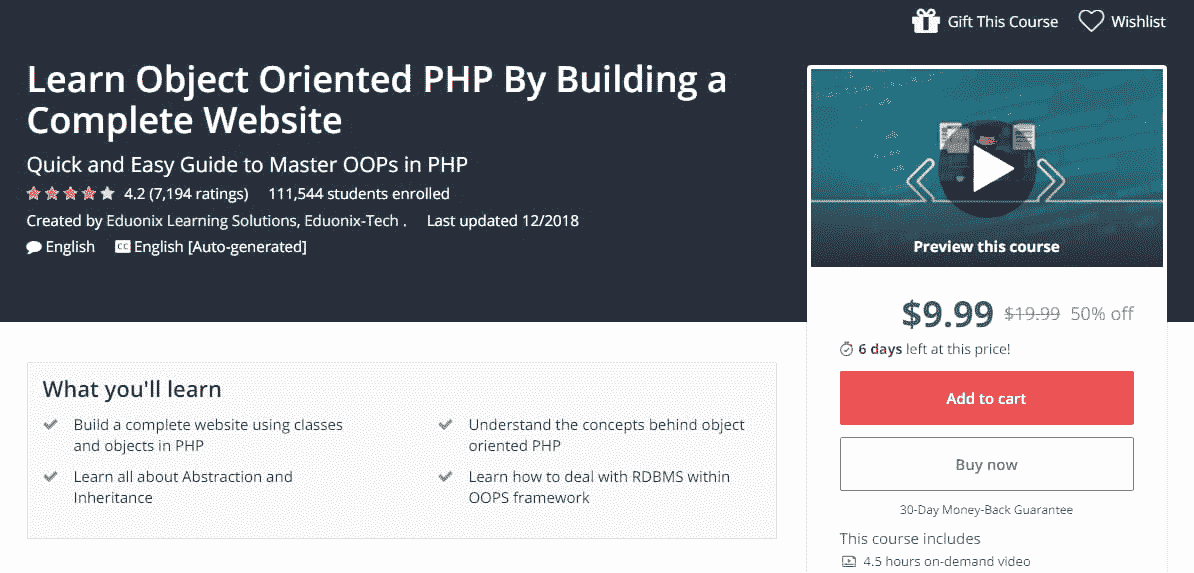 Gift This Course Wishlist
Learn Object Oriented PHP By Building a
Complete Website
Quick and Easy Guide to Master OOPs in PHP
4.2 (7,194 ratings) 111,544 students enrolled
Created by Eduonix Learning Solutions, Eduonix-Tech . Last updated 12/2018
English CC English [Auto-generated]
Preview this course
$9.99 $19.99 50% off
6 days left at this price!
Add to cart
Buy now
30-Day Money-Back Guarantee
This course includes
4.5 hours on-demand video
What you'll learn
Build a complete website using classes
and objects in PHP
Learn all about Abstraction and
Inheritance
Understand the concepts behind object
oriented PHP
Learn how to deal with RDBMS within
OOPS framework